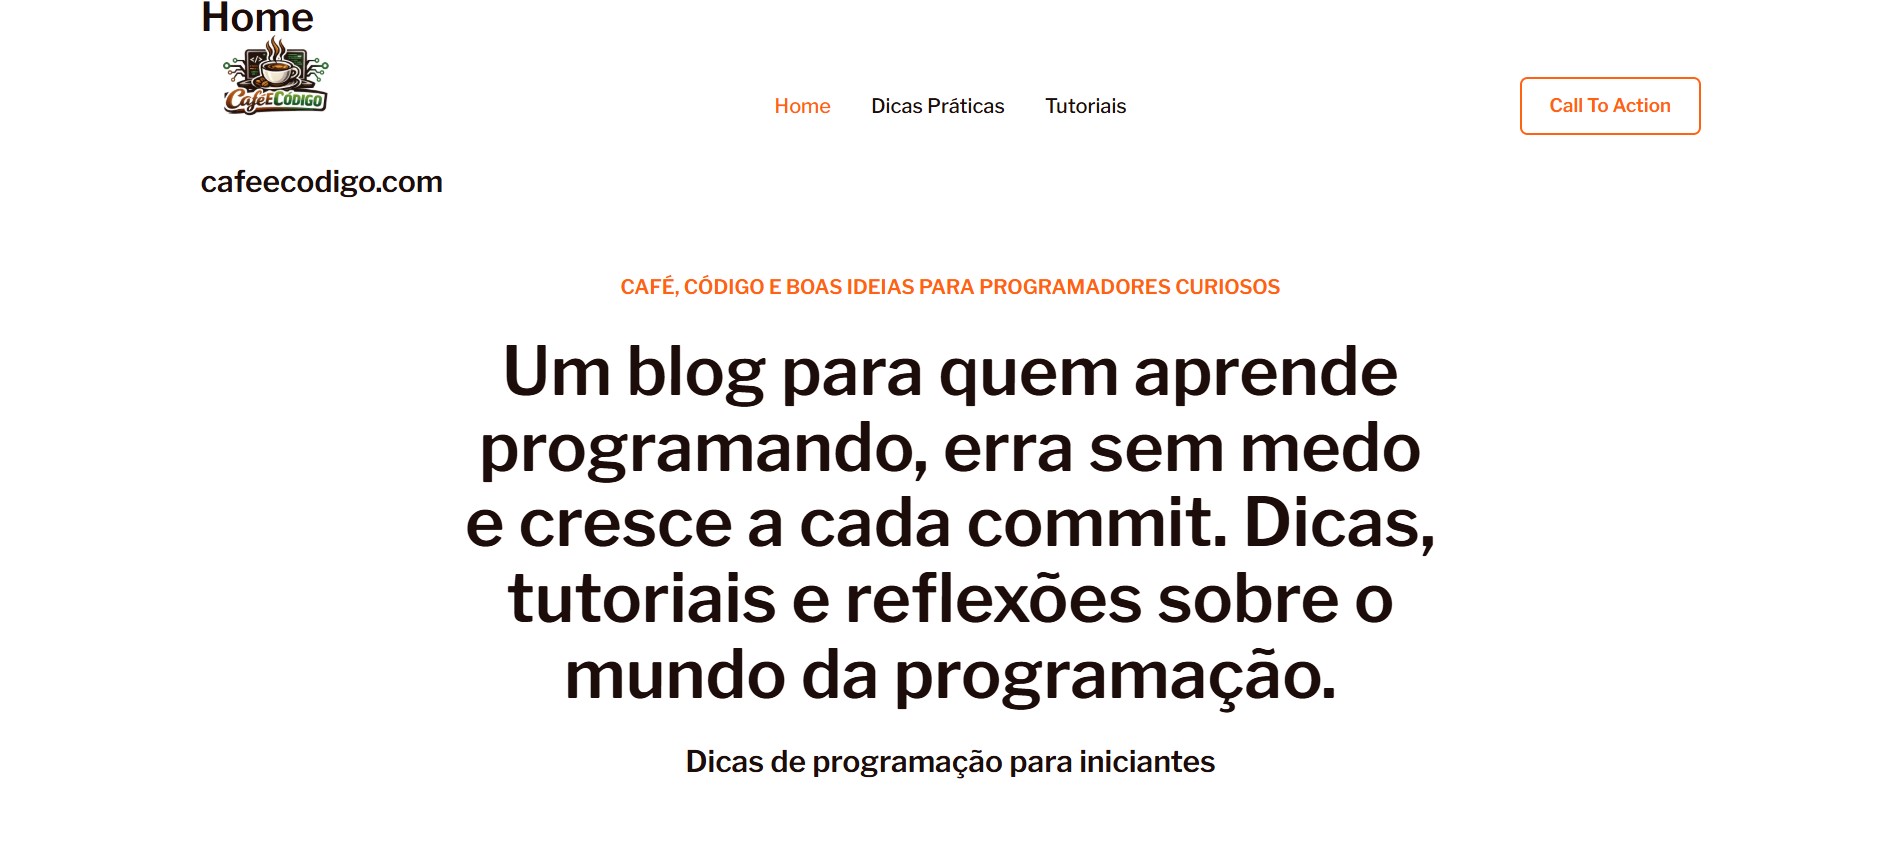 Home
</>
CaféECódigo
Home
Dicas Práticas
Tutoriais
Call To Action
cafeecodigo.com
CAFÉ, CÓDIGO E BOAS IDEIAS PARA PROGRAMADORES CURIOSOS
Um blog para quem aprende
programando, erra sem medo
e cresce a cada commit. Dicas,
tutoriais e reflexões sobre o
mundo da programação.
Dicas de programação para iniciantes